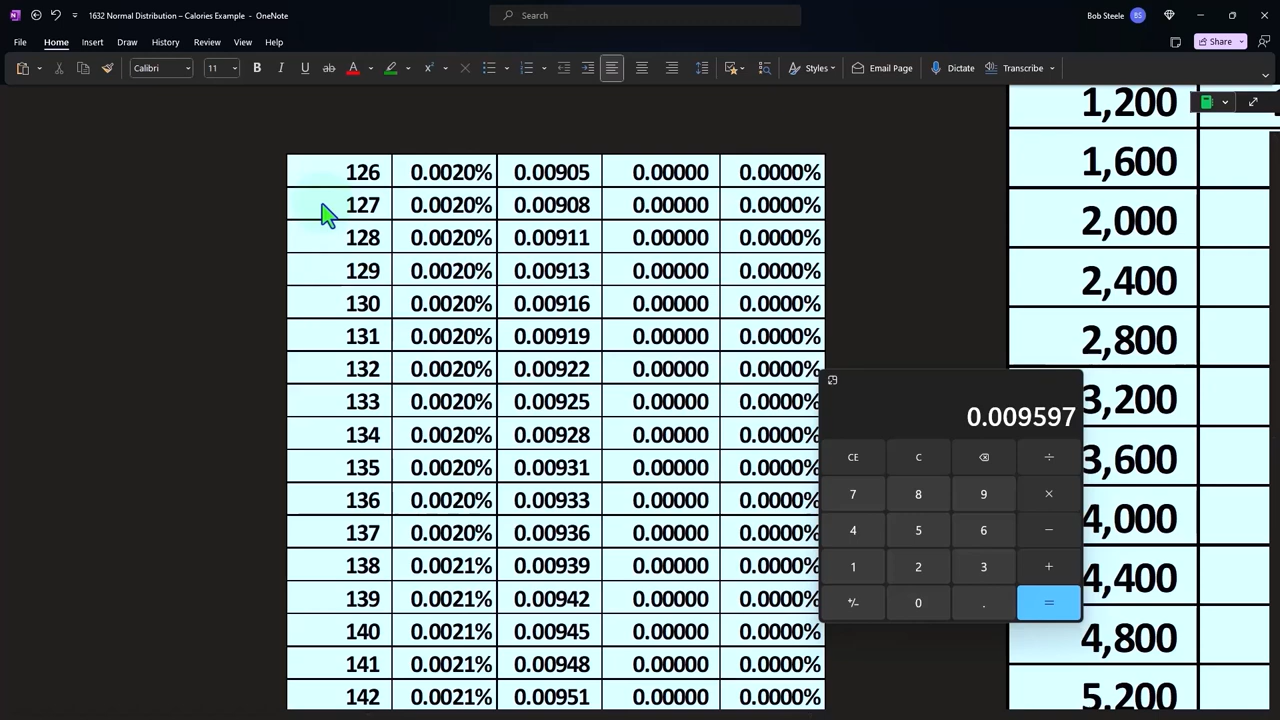 1632 Normal Distribution – Calories Example - OneNote
Search
Bob Steele BS
File Home Insert Draw History Review View Help
Share
Calibri 11 B I U ab A x² A Styles Email Page Dictate Transcribe
126 0.0020% 0.00905 0.00000 0.0000%
127 0.0020% 0.00908 0.00000 0.0000%
128 0.0020% 0.00911 0.00000 0.0000%
129 0.0020% 0.00913 0.00000 0.0000%
130 0.0020% 0.00916 0.00000 0.0000%
131 0.0020% 0.00919 0.00000 0.0000%
132 0.0020% 0.00922 0.00000 0.0000%
133 0.0020% 0.00925 0.00000 0.0000%
134 0.0020% 0.00928 0.00000 0.0000%
135 0.0020% 0.00931 0.00000 0.0000%
136 0.0020% 0.00933 0.00000 0.0000%
137 0.0020% 0.00936 0.00000 0.0000%
138 0.0021% 0.00939 0.00000 0.0000%
139 0.0021% 0.00942 0.00000 0.0000%
140 0.0021% 0.00945 0.00000 0.0000%
141 0.0021% 0.00948 0.00000 0.0000%
142 0.0021% 0.00951 0.00000 0.0000%
0.009597
CE C ⌫ ÷
7 8 9 ×
4 5 6 −
1 2 3 +
+/- 0 . =
1,200
1,600
2,000
2,400
2,800
3,200
3,600
4,000
4,400
4,800
5,200